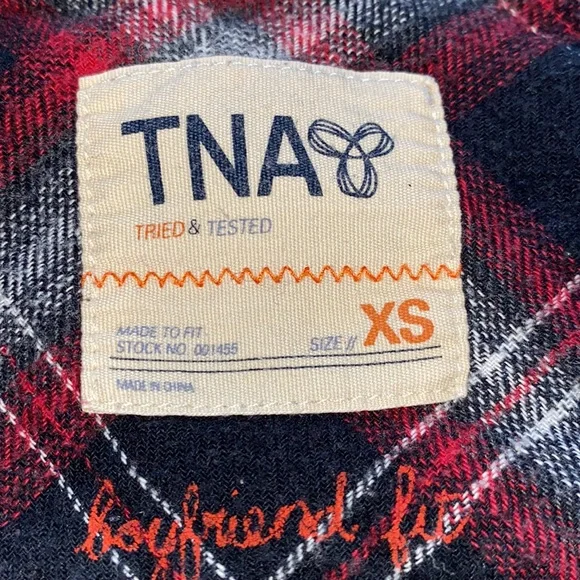 TNA
TRIED & TESTED
MADE TO FIT
STOCK NO 001455 SIZE // XS
MADE IN CHINA
boyfriend fit